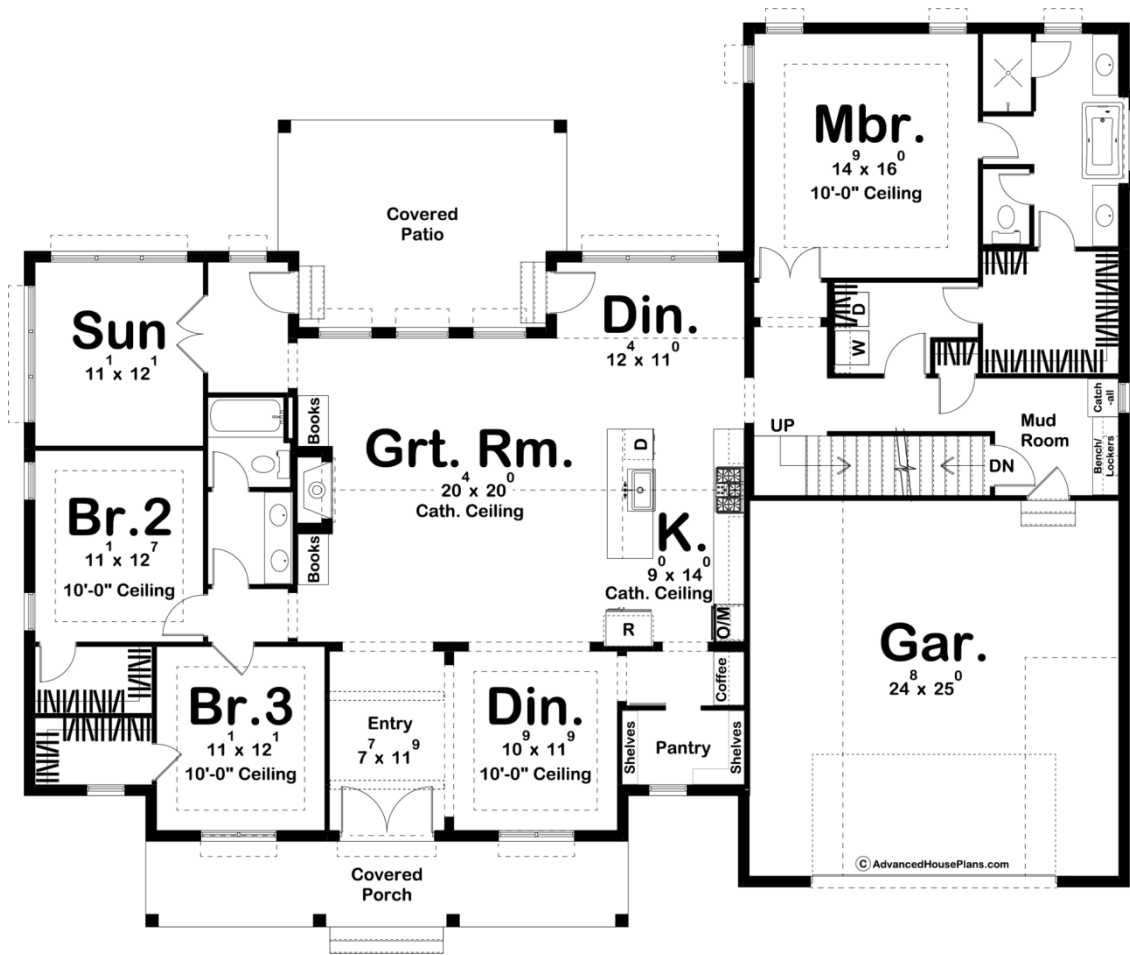 Mbr.
14⁹ x 16⁰
10'-0" Ceiling
Covered
Patio
Sun
11¹ x 12¹
Din.
12⁴ x 11⁰
D
W
Books
Grt. Rm.
20⁴ x 20⁰
Cath. Ceiling
D
UP
DN
Mud
Room
Catch
-all
Bench/
Lockers
Br.2
11¹ x 12⁷
10'-0" Ceiling
Books
K.
9⁰ x 14⁰
Cath. Ceiling
R
O/M
Gar.
24⁸ x 25⁰
Br.3
11¹ x 12¹
10'-0" Ceiling
Entry
7⁷ x 11⁹
Din.
10⁹ x 11⁹
10'-0" Ceiling
Coffee
Shelves
Pantry
Shelves
Covered
Porch
© AdvancedHousePlans.com